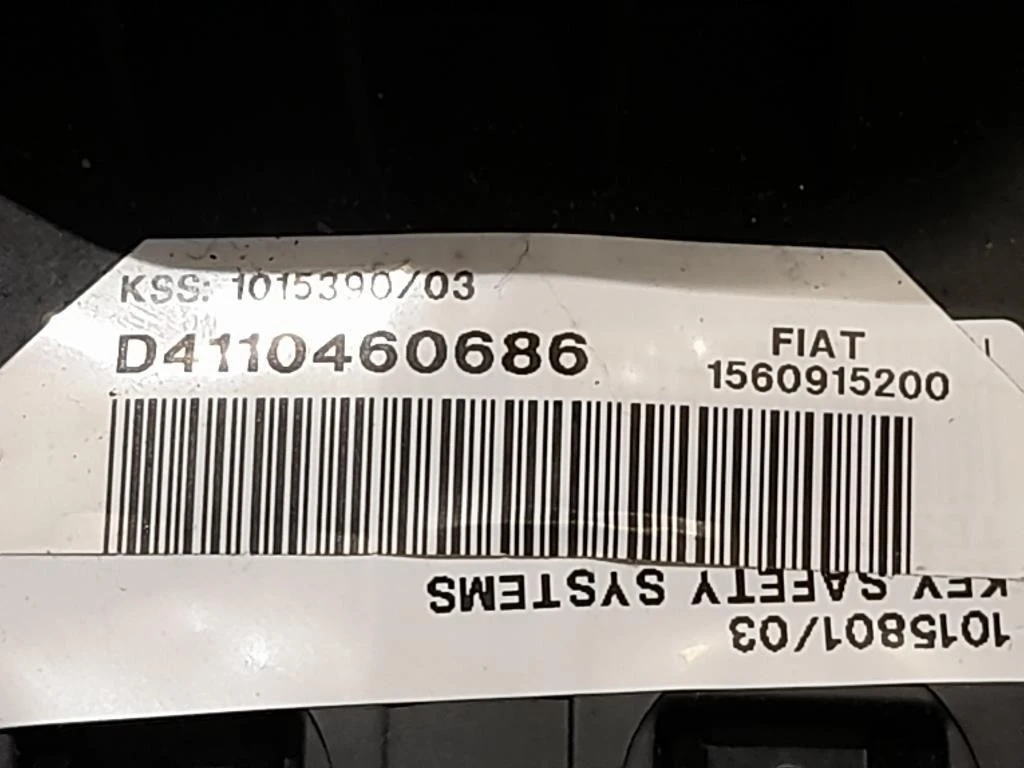 KSS: 1015390/03
D4110460686
FIAT
1560915200
KEY SAFETY SYSTEMS
1015801/03